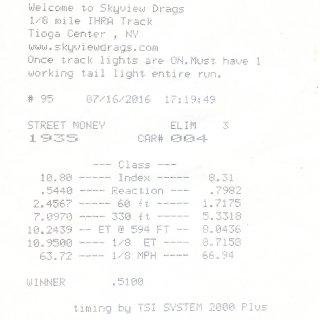 Welcome to Skyview Drags
1/8 mile IHRA Track
Tioga Center , NY
www.skyviewdrags.com
Once track lights are ON.Must have 1
working tail light entire run.
# 95 07/16/2016 17:19:49
STREET MONEY ELIM 3
1935 CAR# 004
--- Class ---
10.80 ----- Index ----- 8.31
.5440 ---- Reaction --- .7982
2.4567 ----- 60 ft ----- 1.7175
7.0970 ---- 330 ft ----- 5.3318
10.2439 -- ET @ 594 FT -- 8.0436
10.9500 ---- 1/8 ET ---- 8.7158
63.72 ---- 1/8 MPH ---- 66.94
WINNER .5100
timing by TSI SYSTEM 2000 Plus